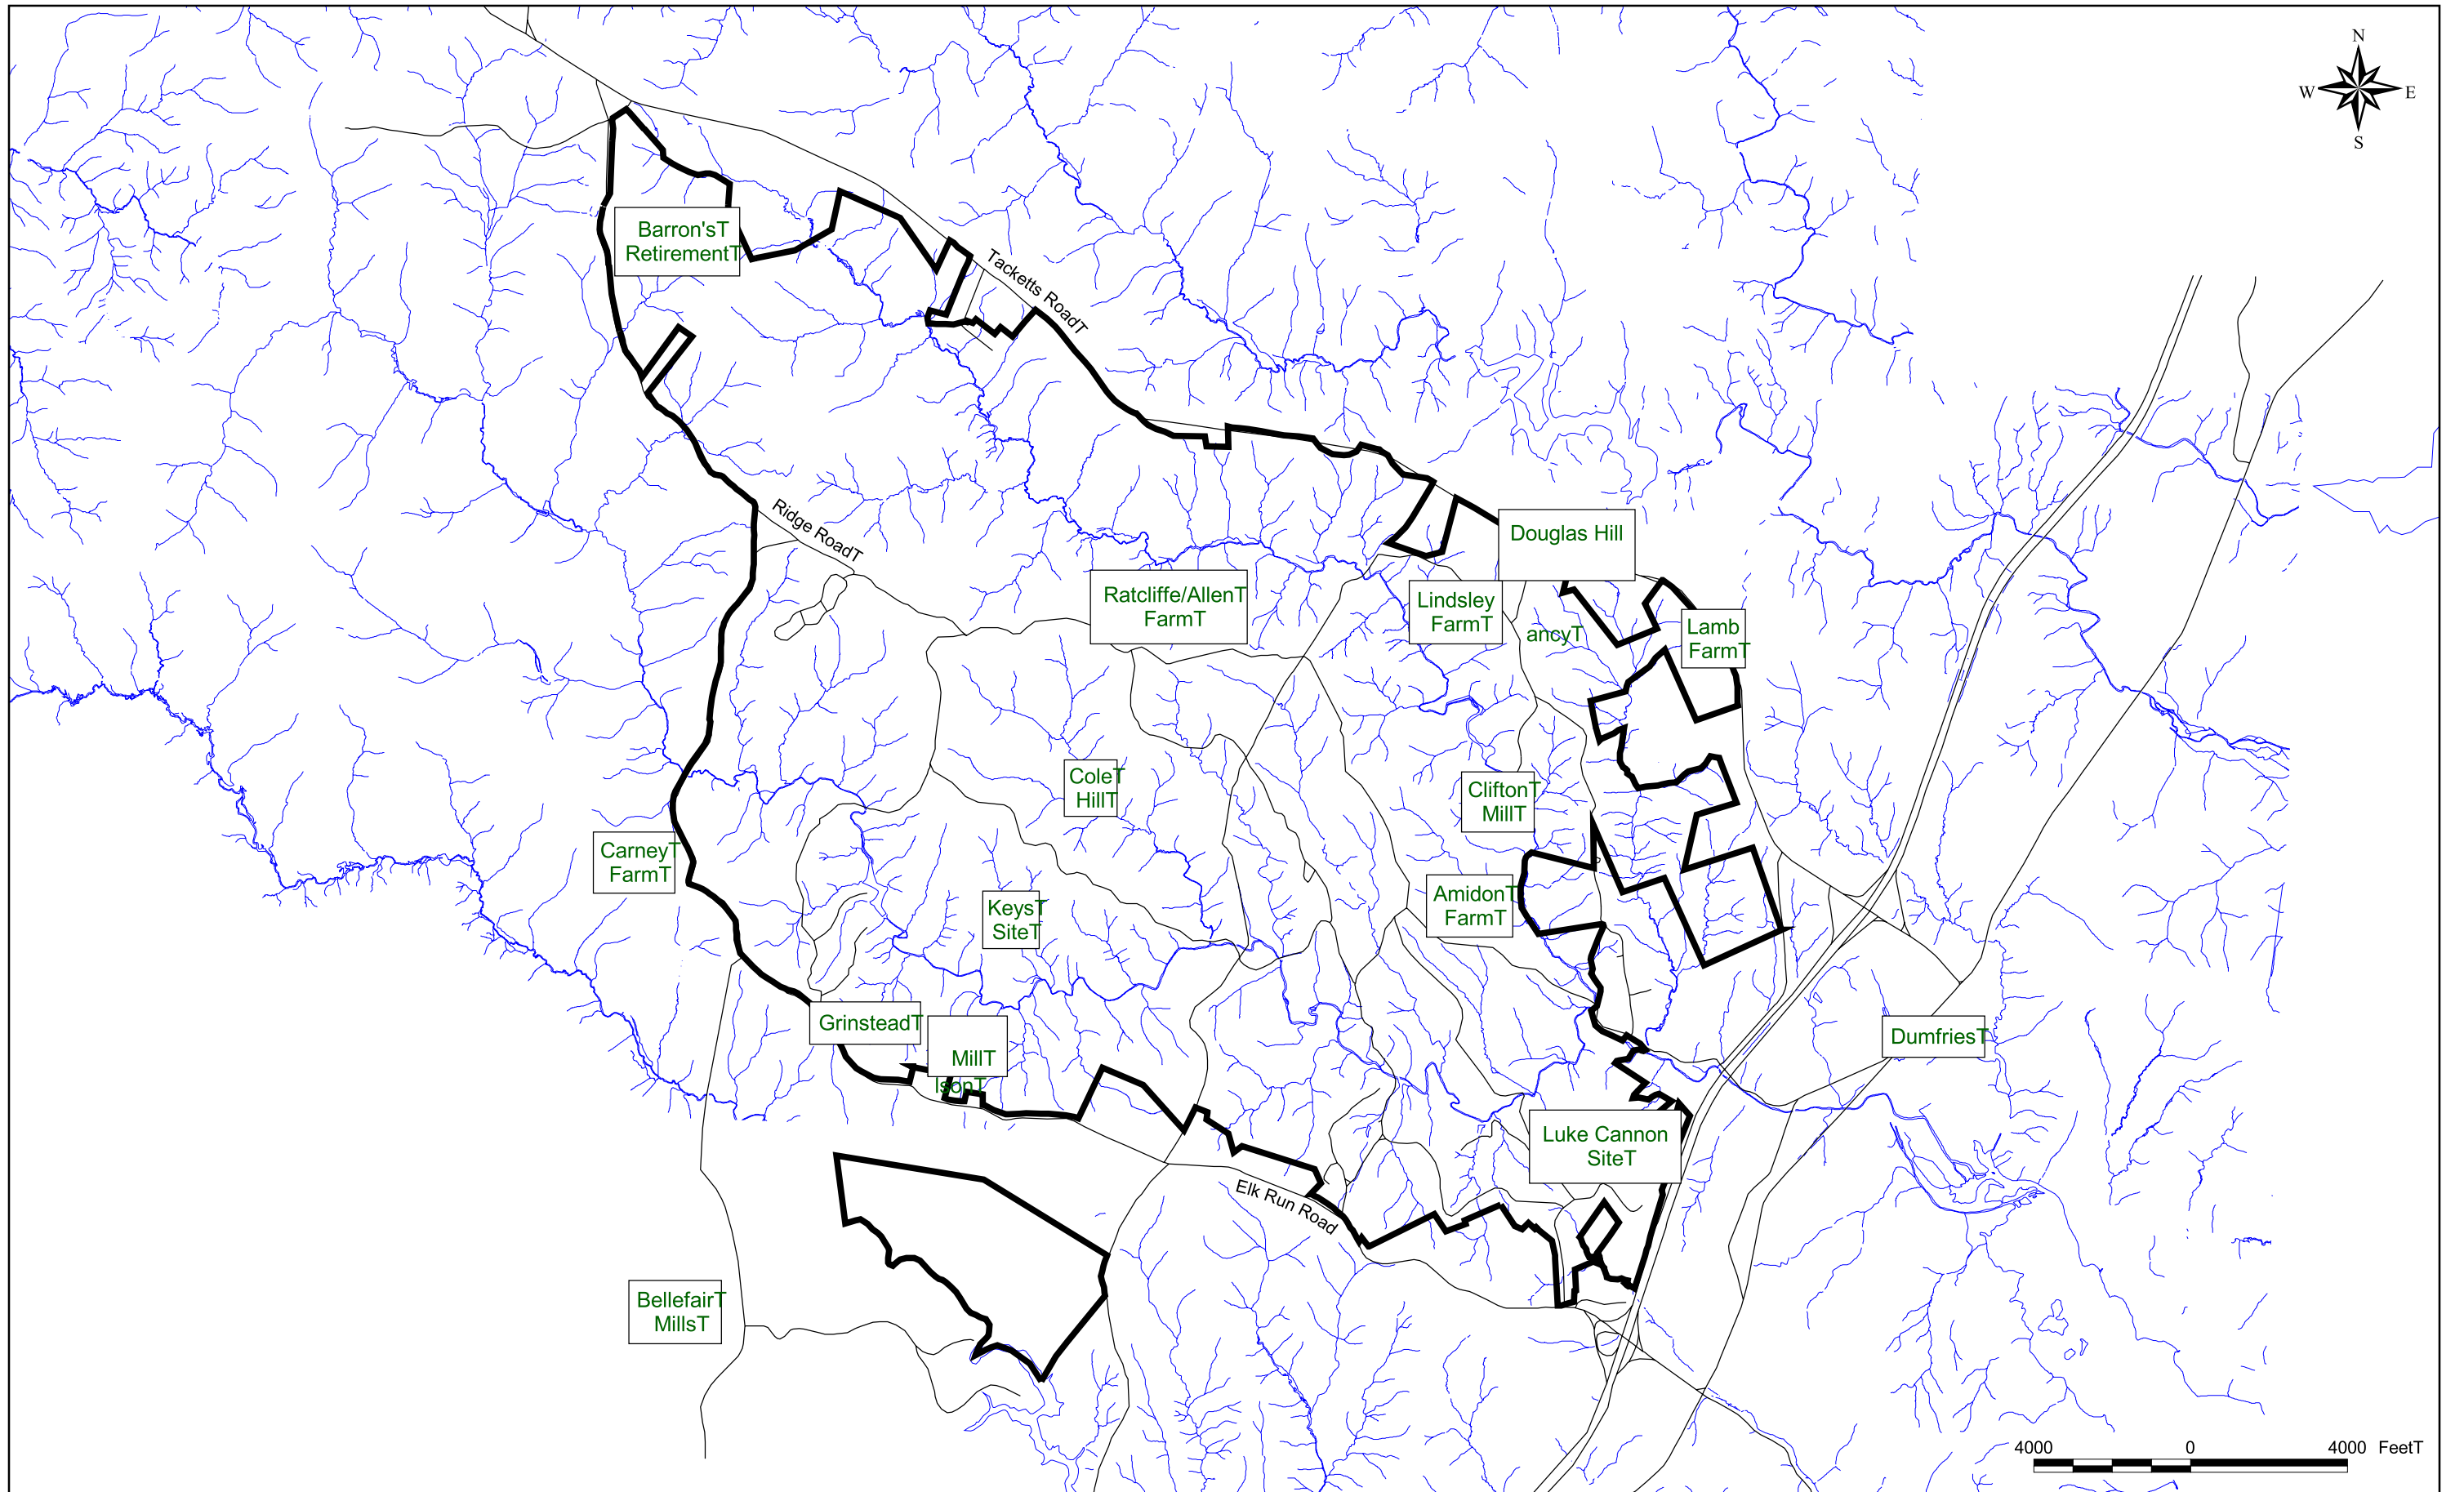 N
W E
S
Barron'sT
RetirementT
Tacketts RoadT
Ridge RoadT
Douglas Hill
Ratcliffe/AllenT
FarmT
Lindsley
FarmT
ancyT
Lamb
FarmT
ColeT
HillT
CliftonT
MillT
CarneyT
FarmT
KeysT
SiteT
AmidonT
FarmT
GrinsteadT
MillT
lsonT
DumfriesT
Luke Cannon
SiteT
Elk Run Road
BellefairT
MillsT
4000 0 4000 FeetT